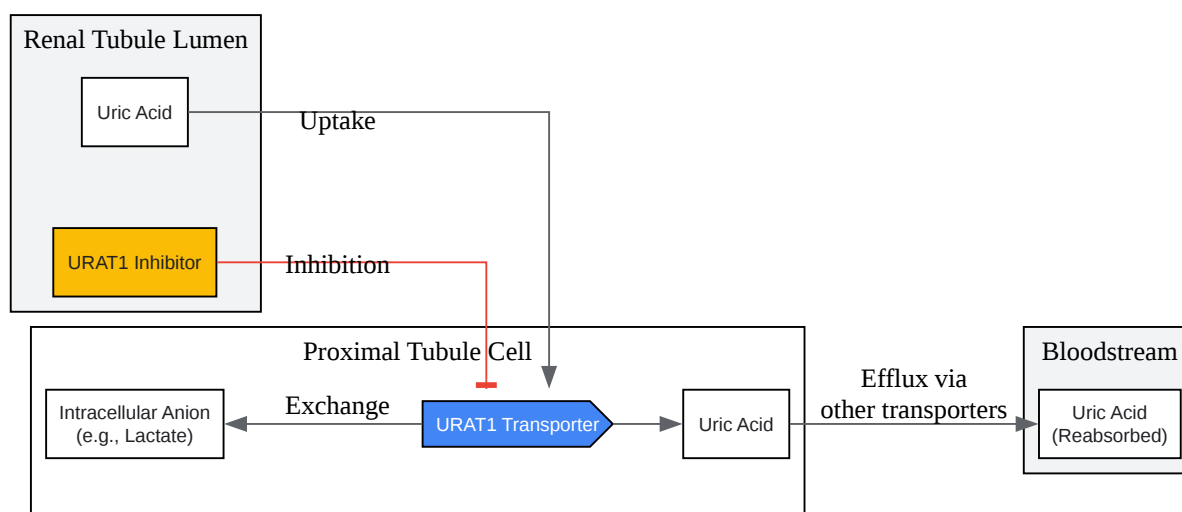 Renal Tubule Lumen
Uric Acid
Uptake
URAT1 Inhibitor
Inhibition
Proximal Tubule Cell
Intracellular Anion
(e.g., Lactate)
Exchange
URAT1 Transporter
Uric Acid
Efflux via
other transporters
Bloodstream
Uric Acid
(Reabsorbed)